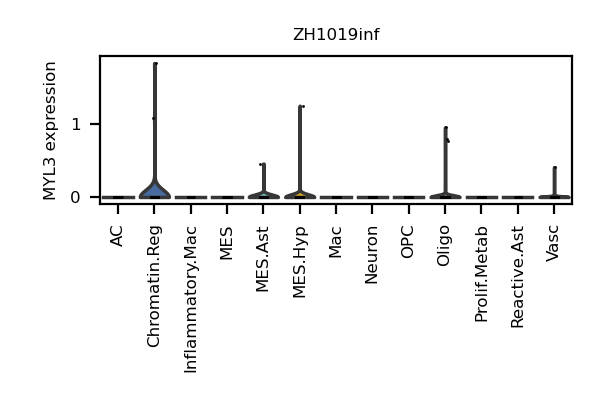 ZH1019inf
MYL3 expression
1
0
AC
Chromatin.Reg
Inflammatory.Mac
MES
MES.Ast
MES.Hyp
Mac
Neuron
OPC
Oligo
Prolif.Metab
Reactive.Ast
Vasc